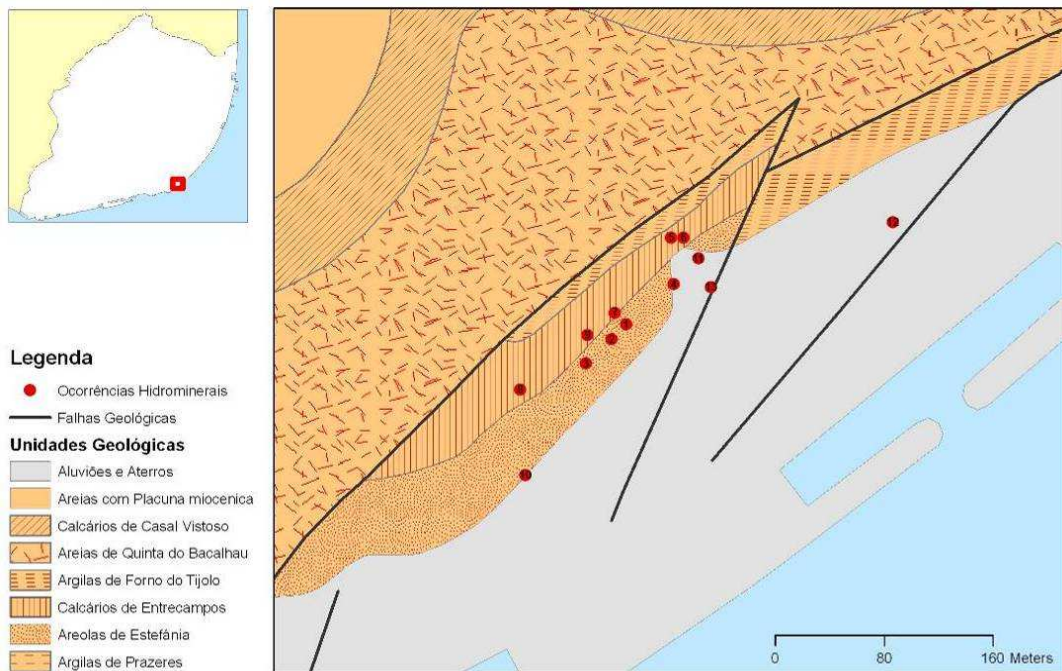 Legenda
Ocorrências Hidrominerais
Falhas Geológicas
Unidades Geológicas
Aluviões e Aterros
Areias com Placuna miocenica
Calcários de Casal Vistoso
Areias de Quinta do Bacalhau
Argilas de Forno do Tijolo
Calcários de Entrecampos
Areolas de Estefânia
Argilas de Prazeres
12
10
0 80 160 Meters